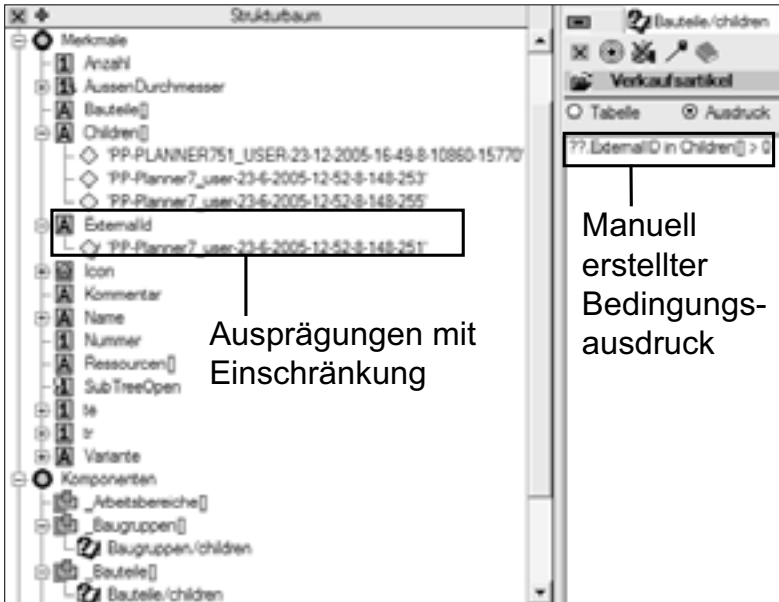 Strukturbaum
Merkmale
Anzahl
AussenDurchmesser
Bauteile[]
Children[]
'PP-PLANNER751_USER-23-12-2005-16-49-8-10860-15770'
'PP-Planner7_user-23-6-2005-12-52-8-148-253'
'PP-Planner7_user-23-6-2005-12-52-8-148-255'
ExternalId
'PP-Planner7_user-23-6-2005-12-52-8-148-251'
Icon
Kommentar
Name
Nummer
Ressourcen[]
SubTreeOpen
te
tr
Variante
Komponenten
_Arbeitsbereiche[]
_Baugruppen[]
Baugruppen/children
_Bauteile[]
Bauteile/children
Ausprägungen mit
Einschränkung
Bauteile/children
Verkaufsartikel
Tabelle Ausdruck
??.ExternalID in Children[] > 0
Manuell
erstellter
Bedingungs-
ausdruck